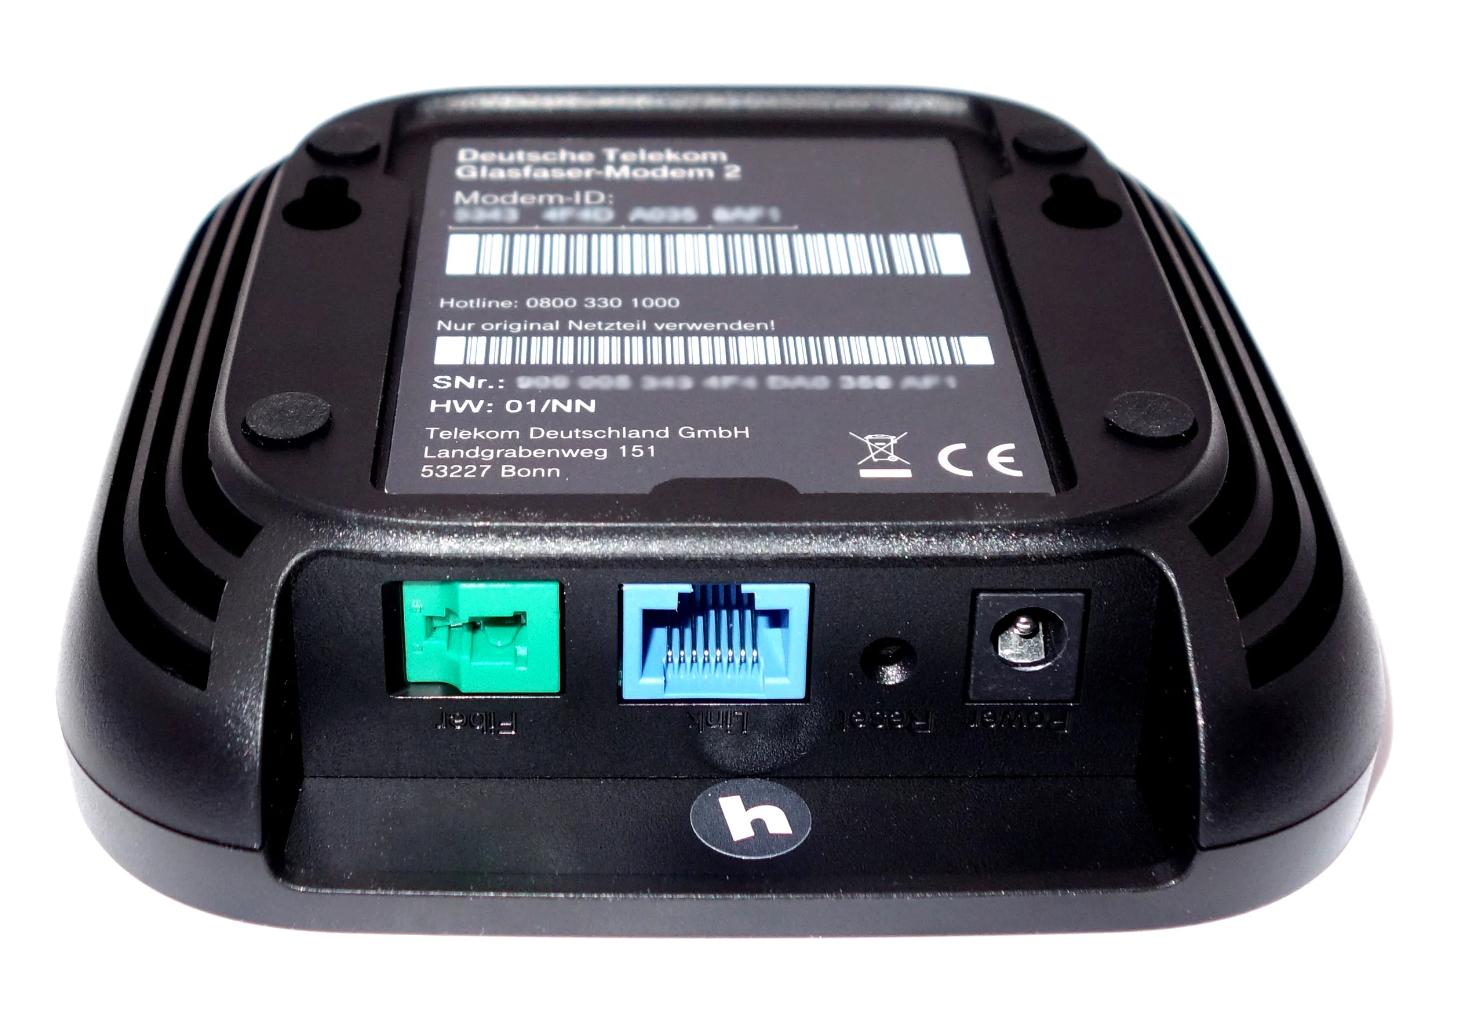 Deutsche Telekom
Glasfaser-Modem 2
Modem-ID:
Hotline: 0800 330 1000
Nur original Netzteil verwenden!
SNr.:
HW: 01/NN
Telekom Deutschland GmbH
Landgrabenweg 151
53227 Bonn
CE
Fiber Link Reset Power
h